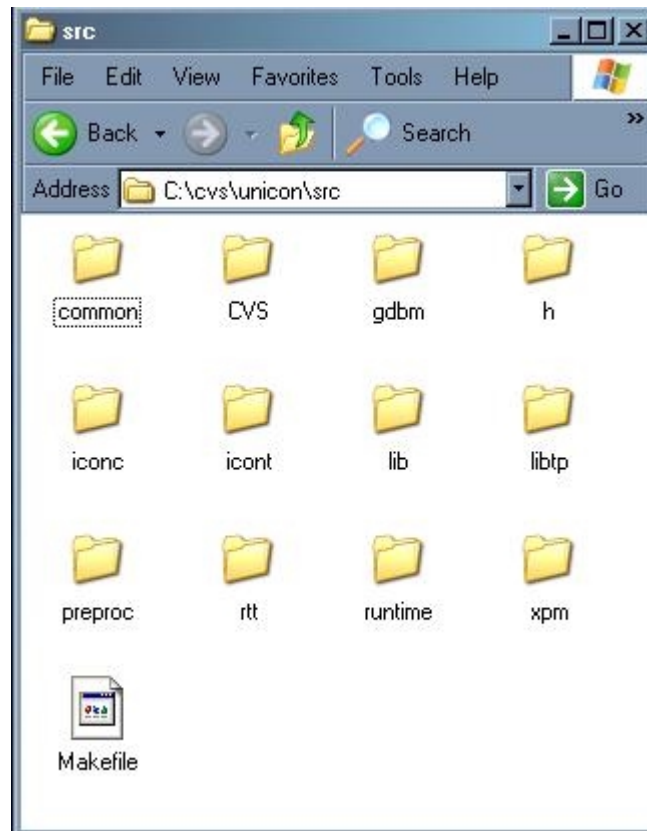 src
File Edit View Favorites Tools Help
Back Search »
Address C:\cvs\unicon\src Go
common CVS gdbm h
iconc icont lib libtp
preproc rtt runtime xpm
Makefile